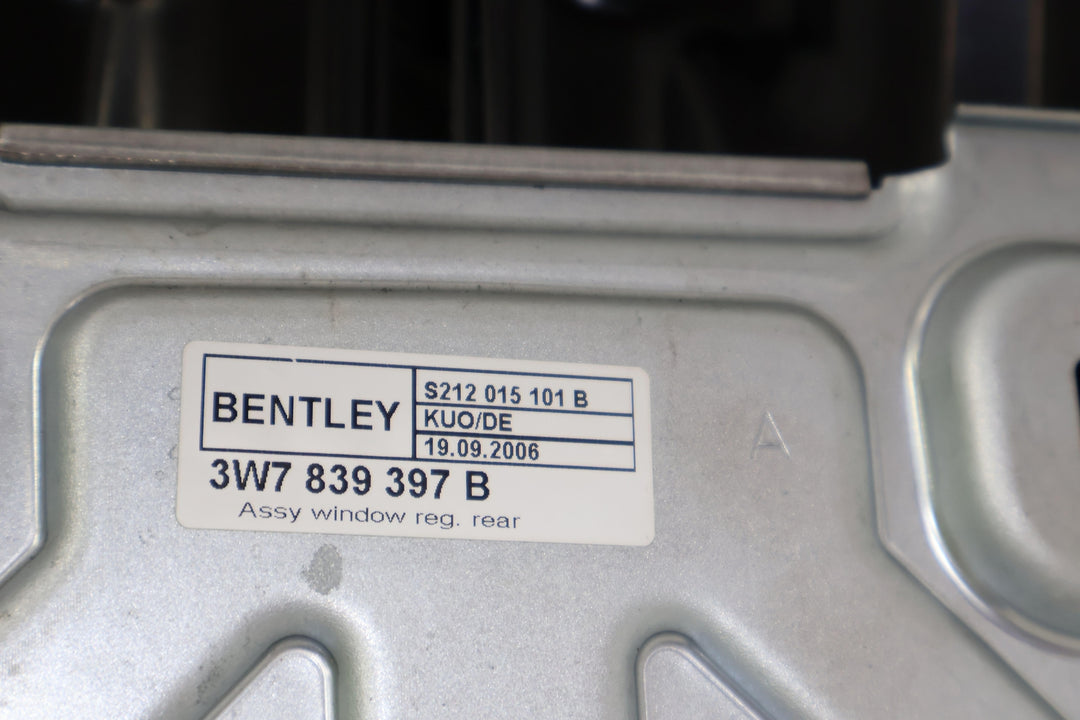 BENTLEY
S212 015 101 B
KUO/DE
19.09.2006
3W7 839 397 B
Assy window reg. rear
A